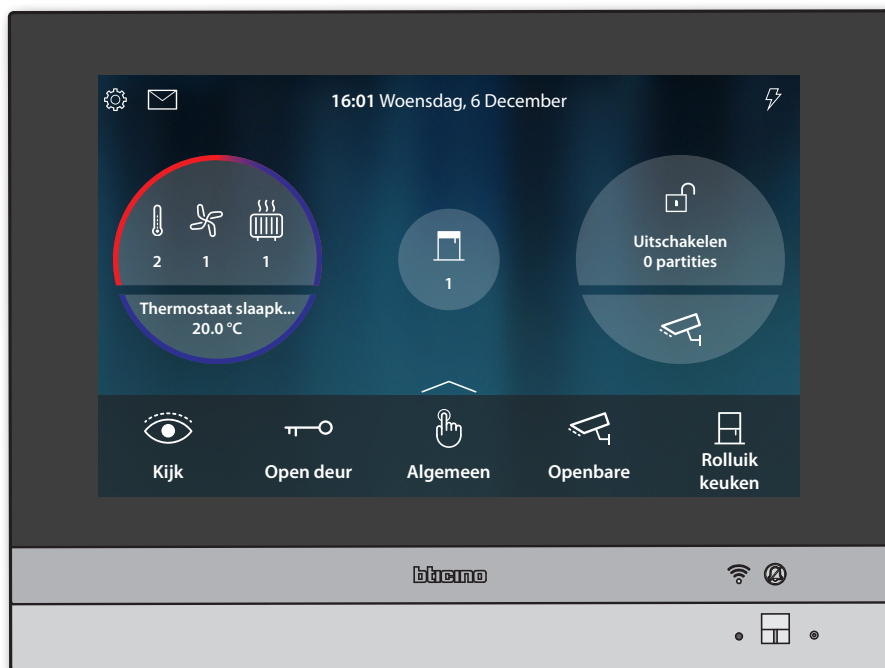 16:01 Woensdag, 6 December
2 1 1
Thermostaat slaapk...
20.0 °C
1
Uitschakelen
0 partities
Kijk
Open deur
Algemeen
Openbare
Rolluik
keuken
bticino